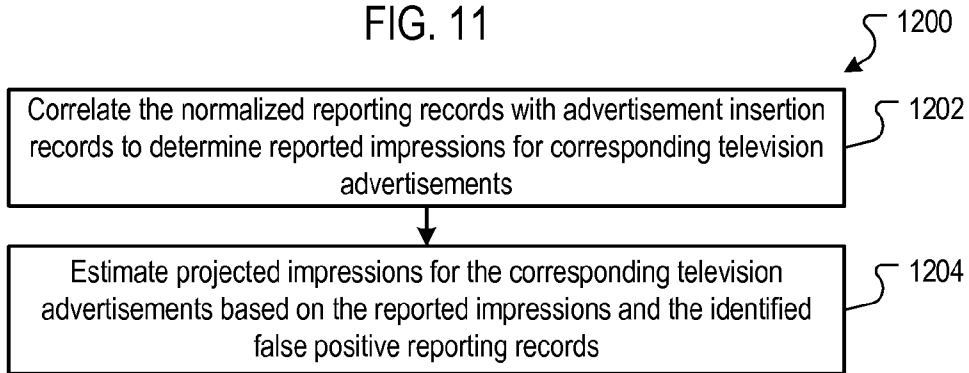 FIG. 11
1200
Correlate the normalized reporting records with advertisement insertion
records to determine reported impressions for corresponding television
advertisements
1202
Estimate projected impressions for the corresponding television
advertisements based on the reported impressions and the identified
false positive reporting records
1204